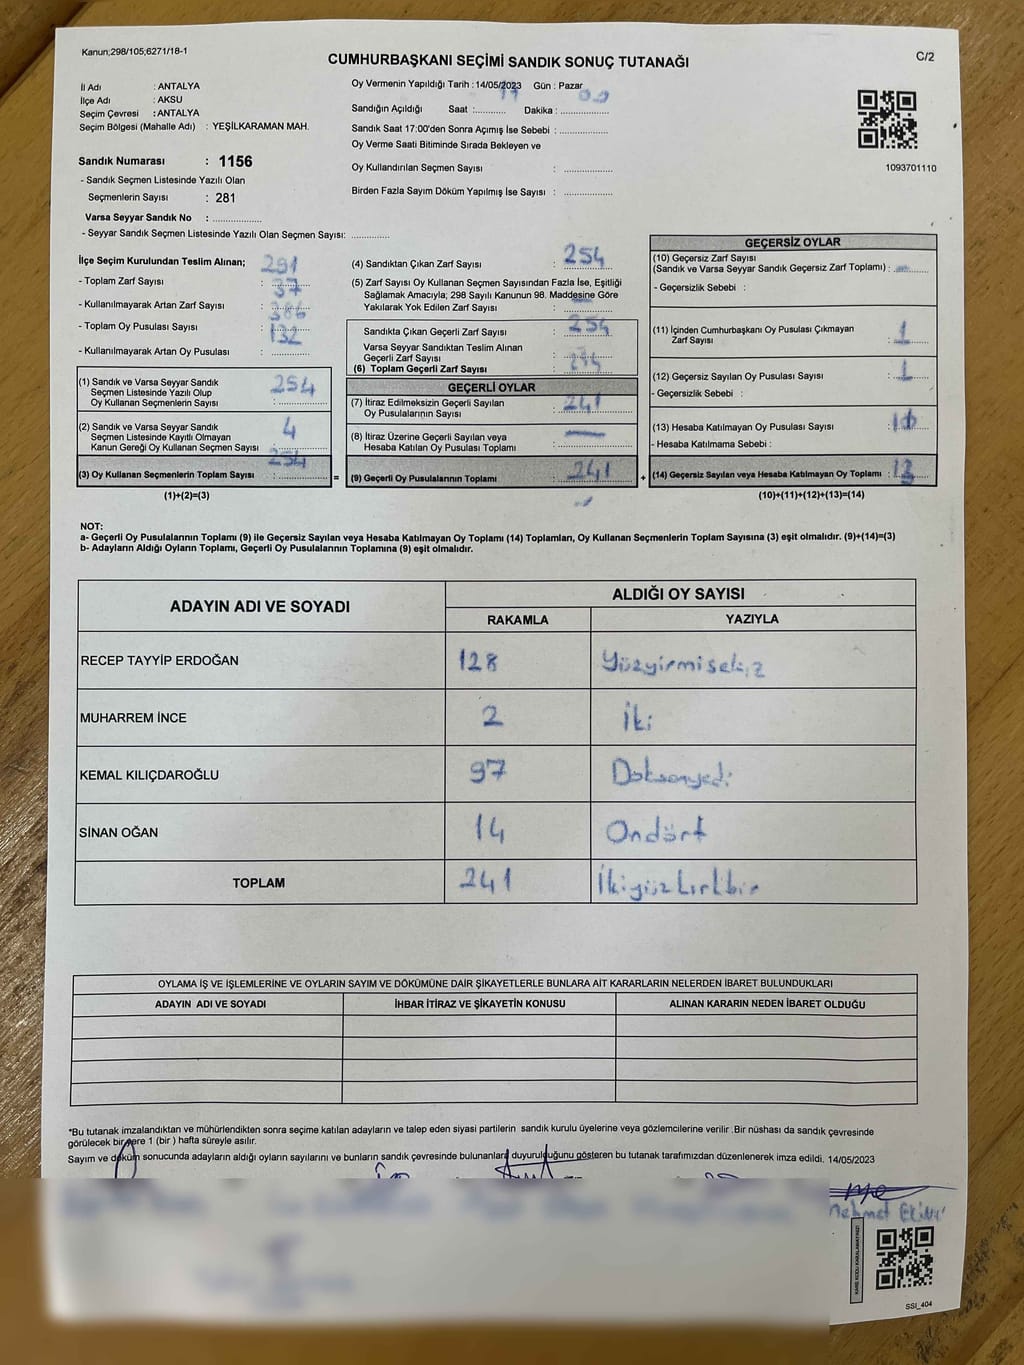 Kanun;298/105;6271/18-1
C/2
CUMHURBAŞKANI SEÇİMİ SANDIK SONUÇ TUTANAĞI
İl Adı : ANTALYA
İlçe Adı : AKSU
Seçim Çevresi : ANTALYA
Seçim Bölgesi (Mahalle Adı) : YEŞİLKARAMAN MAH.
Sandık Numarası : 1156
- Sandık Seçmen Listesinde Yazılı Olan
Seçmenlerin Sayısı : 281
Varsa Seyyar Sandık No : ....................
- Seyyar Sandık Seçmen Listesinde Yazılı Olan Seçmen Sayısı: ...............
Oy Vermenin Yapıldığı Tarih : 14/05/2023 Gün : Pazar
Sandığın Açıldığı Saat :............ 17 Dakika : .................... 00
Sandık Saat 17:00'den Sonra Açımış İse Sebebi : ....................
Oy Verme Saati Bitiminde Sırada Bekleyen ve
Oy Kullandırılan Seçmen Sayısı : ....................
Birden Fazla Sayım Döküm Yapılmış İse Sayısı : ....................
1093701110
İlçe Seçim Kurulundan Teslim Alınan;
- Toplam Zarf Sayısı : 291
- Kullanılmayarak Artan Zarf Sayısı : 37
- Toplam Oy Pusulası Sayısı : 386
- Kullanılmayarak Artan Oy Pusulası : 132
(1) Sandık ve Varsa Seyyar Sandık
Seçmen Listesinde Yazılı Olup
Oy Kullanan Seçmenlerin Sayısı : 254
(2) Sandık ve Varsa Seyyar Sandık
Seçmen Listesinde Kayıtlı Olmayan
Kanun Gereği Oy Kullanan Seçmen Sayısı : 4
(3) Oy Kullanan Seçmenlerin Toplam Sayısı : 254
(1)+(2)=(3)
(4) Sandıktan Çıkan Zarf Sayısı : 254
(5) Zarf Sayısı Oy Kullanan Seçmen Sayısından Fazla İse, Eşitliği
Sağlamak Amacıyla; 298 Sayılı Kanunun 98. Maddesine Göre
Yakılarak Yok Edilen Zarf Sayısı : —
Sandıkta Çıkan Geçerli Zarf Sayısı : 254
Varsa Seyyar Sandıktan Teslim Alınan
Geçerli Zarf Sayısı :
(6) Toplam Geçerli Zarf Sayısı :
GEÇERLİ OYLAR
(7) İtiraz Edilmeksizin Geçerli Sayılan
Oy Pusulalarının Sayısı : 241
(8) İtiraz Üzerine Geçerli Sayılan veya
Hesaba Katılan Oy Pusulası Toplamı : —
= (9) Geçerli Oy Pusulalarının Toplamı : 241 +
GEÇERSİZ OYLAR
(10) Geçersiz Zarf Sayısı
(Sandık ve Varsa Seyyar Sandık Geçersiz Zarf Toplamı) : —
- Geçersizlik Sebebi :
(11) İçinden Cumhurbaşkanı Oy Pusulası Çıkmayan
Zarf Sayısı : 1
(12) Geçersiz Sayılan Oy Pusulası Sayısı : 1
- Geçersizlik Sebebi :
(13) Hesaba Katılmayan Oy Pusulası Sayısı :
- Hesaba Katılmama Sebebi :
(14) Geçersiz Sayılan veya Hesaba Katılmayan Oy Toplamı : 13
(10)+(11)+(12)+(13)=(14)
NOT:
a- Geçerli Oy Pusulalarının Toplamı (9) ile Geçersiz Sayılan veya Hesaba Katılmayan Oy Toplamı (14) Toplamları, Oy Kullanan Seçmenlerin Toplam Sayısına (3) eşit olmalıdır. (9)+(14)=(3)
b- Adayların Aldığı Oyların Toplamı, Geçerli Oy Pusulalarının Toplamına (9) eşit olmalıdır.
ADAYIN ADI VE SOYADI
ALDIĞI OY SAYISI
RAKAMLA YAZIYLA
RECEP TAYYİP ERDOĞAN 128 Yüzyirmisekiz
MUHARREM İNCE 2 İki
KEMAL KILIÇDAROĞLU 97 Doksanyedi
SİNAN OĞAN 14 Ondört
TOPLAM 241 İkiyüzkırkbir
OYLAMA İŞ VE İŞLEMLERİNE VE OYLARIN SAYIM VE DÖKÜMÜNE DAİR ŞİKAYETLERLE BUNLARA AİT KARARLARIN NELERDEN İBARET BULUNDUKLARI
ADAYIN ADI VE SOYADI İHBAR İTİRAZ VE ŞİKAYETİN KONUSU ALINAN KARARIN NEDEN İBARET OLDUĞU
*Bu tutanak imzalandıktan ve mühürlendikten sonra seçime katılan adayların ve talep eden siyasi partilerin sandık kurulu üyelerine veya gözlemcilerine verilir .Bir nüshası da sandık çevresinde
görülecek bir yere 1 (bir ) hafta süreyle asılır.
Sayım ve döküm sonucunda adayların aldığı oyların sayılarını ve bunların sandık çevresinde bulunanlara duyurulduğunu gösteren bu tutanak tarafımızdan düzenlenerek imza edildi. 14/05/2023
Mehmet
KARE KODU KARALAMAYINIZ!
SSI_404